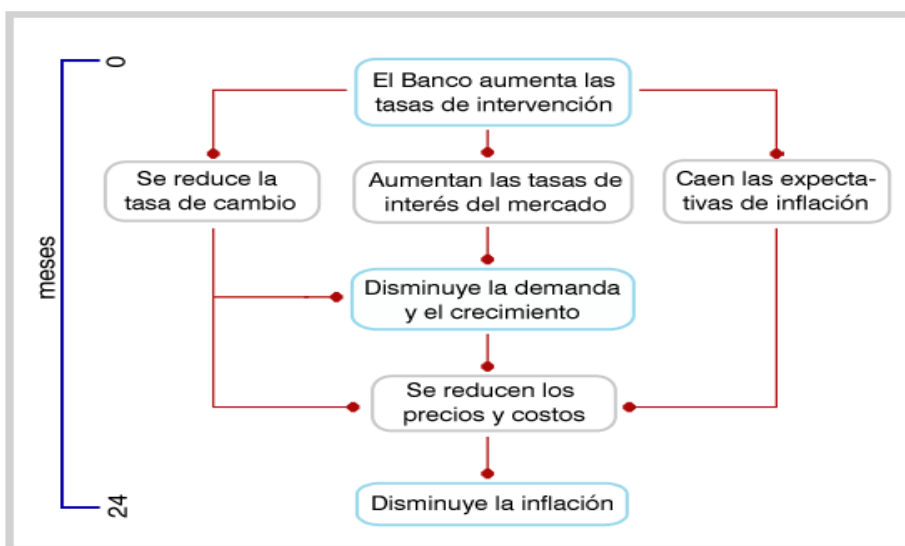 0
El Banco aumenta las
tasas de intervención
Se reduce la
tasa de cambio
Aumentan las tasas de
interés del mercado
Caen las expecta-
tivas de inflación
meses
Disminuye la demanda
y el crecimiento
Se reducen los
precios y costos
24
Disminuye la inflación